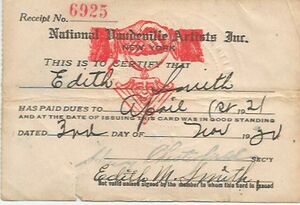 Receipt No. 6925
National Vaudeville Artists Inc.
NEW YORK
THIS IS TO CERTIFY THAT
Edith Smith
HAS PAID DUES TO April 1st 1921
AND AT THE DATE OF ISSUING THIS CARD WAS IN GOOD STANDING
DATED 3rd DAY OF Nov 1920
SEC'Y
Edith M. Smith.
Not valid unless signed by the member to whom this card is issued